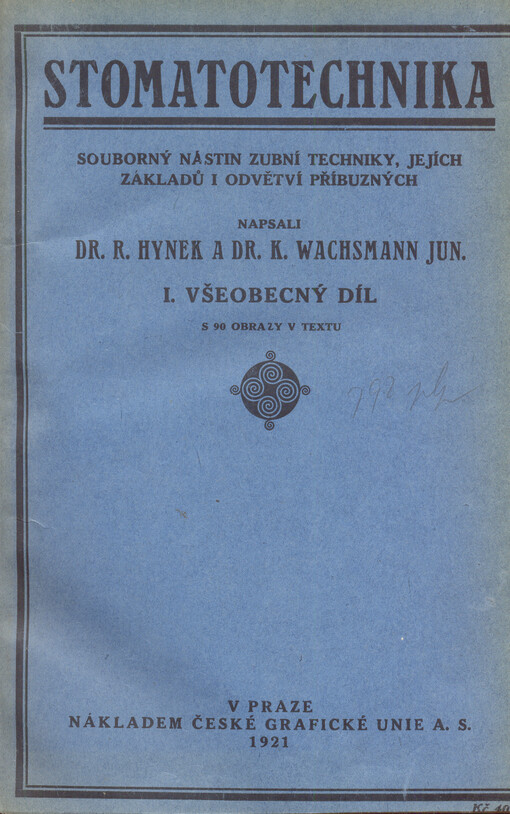 STOMATOTECHNIKA
SOUBORNÝ NÁSTIN ZUBNÍ TECHNIKY, JEJÍCH
ZÁKLADŮ I ODVĚTVÍ PŘÍBUZNÝCH
NAPSALI
DR. R. HYNEK A DR. K. WACHSMANN JUN.
I. VŠEOBECNÝ DÍL
S 90 OBRAZY V TEXTU
V PRAZE
NÁKLADEM ČESKÉ GRAFICKÉ UNIE A. S.
1921
Kč